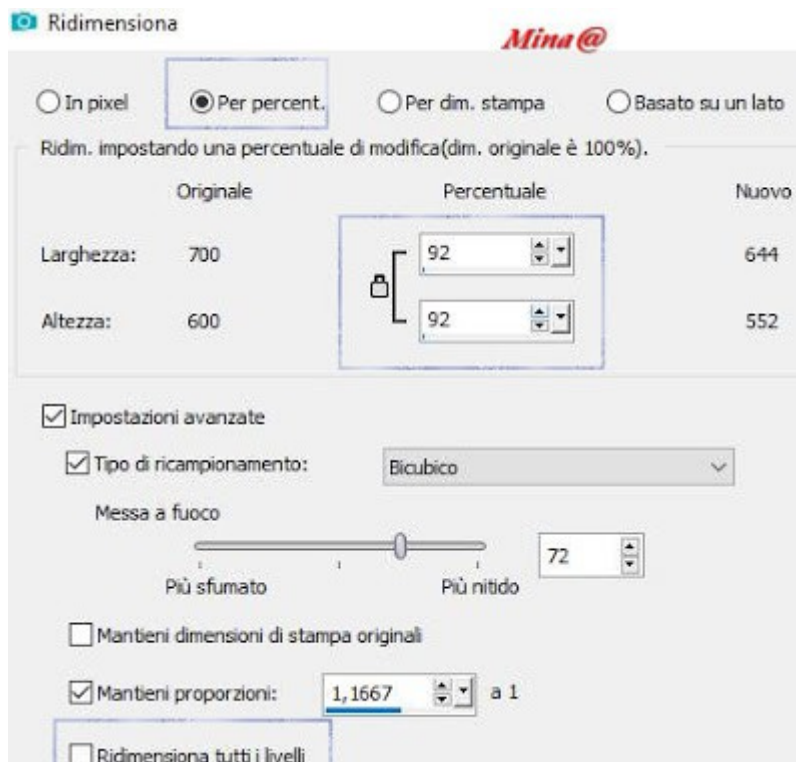 Ridimensiona
Mina@
In pixel Per percent. Per dim. stampa Basato su un lato
Ridim. impostando una percentuale di modifica(dim. originale è 100%).
Originale Percentuale Nuovo
Larghezza: 700 92 644
Altezza: 600 92 552
Impostazioni avanzate
Tipo di ricampionamento: Bicubico
Messa a fuoco
72
Più sfumato Più nitido
Mantieni dimensioni di stampa originali
Mantieni proporzioni: 1,1667 a 1
Ridimensiona tutti i livelli